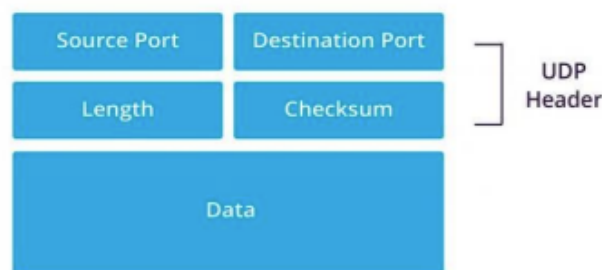 Source Port
Destination Port
Length
Checksum
UDP
Header
Data